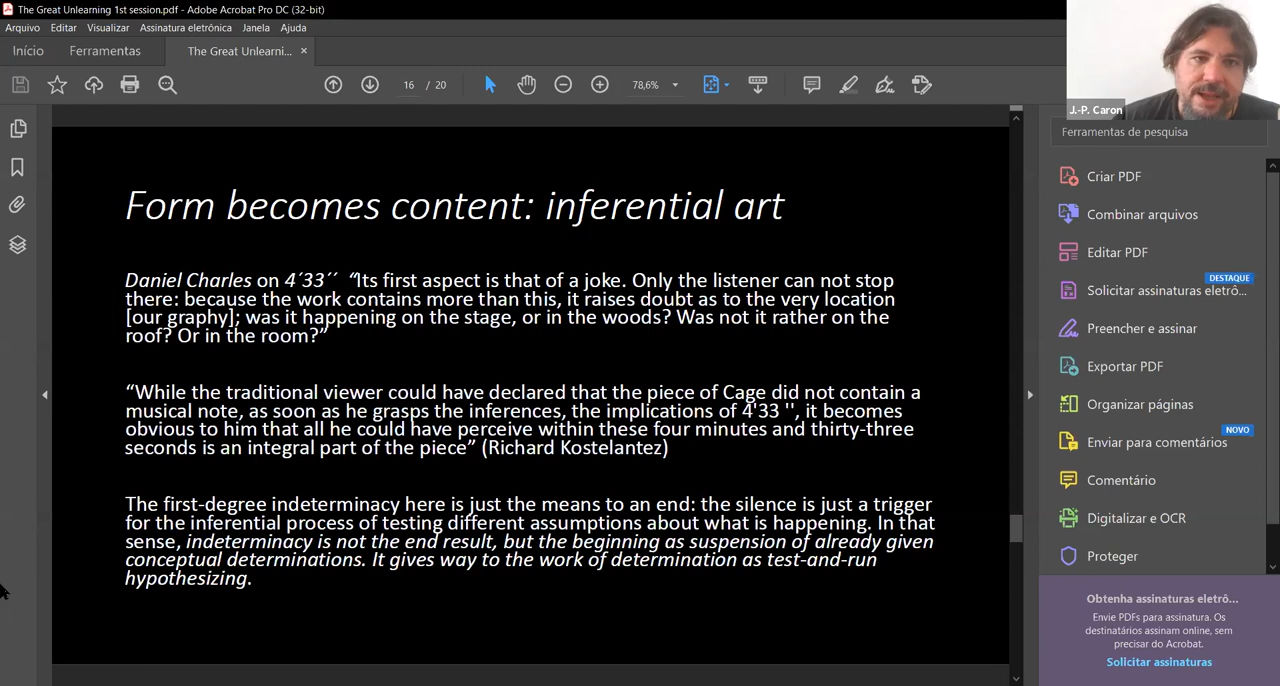 The Great Unlearning 1st session.pdf - Adobe Acrobat Pro DC (32-bit)
Arquivo Editar Visualizar Assinatura eletrônica Janela Ajuda
Início Ferramentas The Great Unlearni... ×
16 / 20 78,6%
J.-P. Caron
Ferramentas de pesquisa
Form becomes content: inferential art
Daniel Charles on 4´33´´ “Its first aspect is that of a joke. Only the listener can not stop
there: because the work contains more than this, it raises doubt as to the very location
[our graphy]; was it happening on the stage, or in the woods? Was not it rather on the
roof? Or in the room?”
“While the traditional viewer could have declared that the piece of Cage did not contain a
musical note, as soon as he grasps the inferences, the implications of 4'33 '', it becomes
obvious to him that all he could have perceive within these four minutes and thirty-three
seconds is an integral part of the piece” (Richard Kostelantez)
The first-degree indeterminacy here is just the means to an end: the silence is just a trigger
for the inferential process of testing different assumptions about what is happening. In that
sense, indeterminacy is not the end result, but the beginning as suspension of already given
conceptual determinations. It gives way to the work of determination as test-and-run
hypothesizing.
Criar PDF
Combinar arquivos
Editar PDF
DESTAQUE
Solicitar assinaturas eletrô...
Preencher e assinar
Exportar PDF
Organizar páginas
NOVO
Enviar para comentários
Comentário
Digitalizar e OCR
Proteger
Obtenha assinaturas eletrô...
Envie PDFs para assinatura. Os
destinatários assinam online, sem
precisar do Acrobat.
Solicitar assinaturas